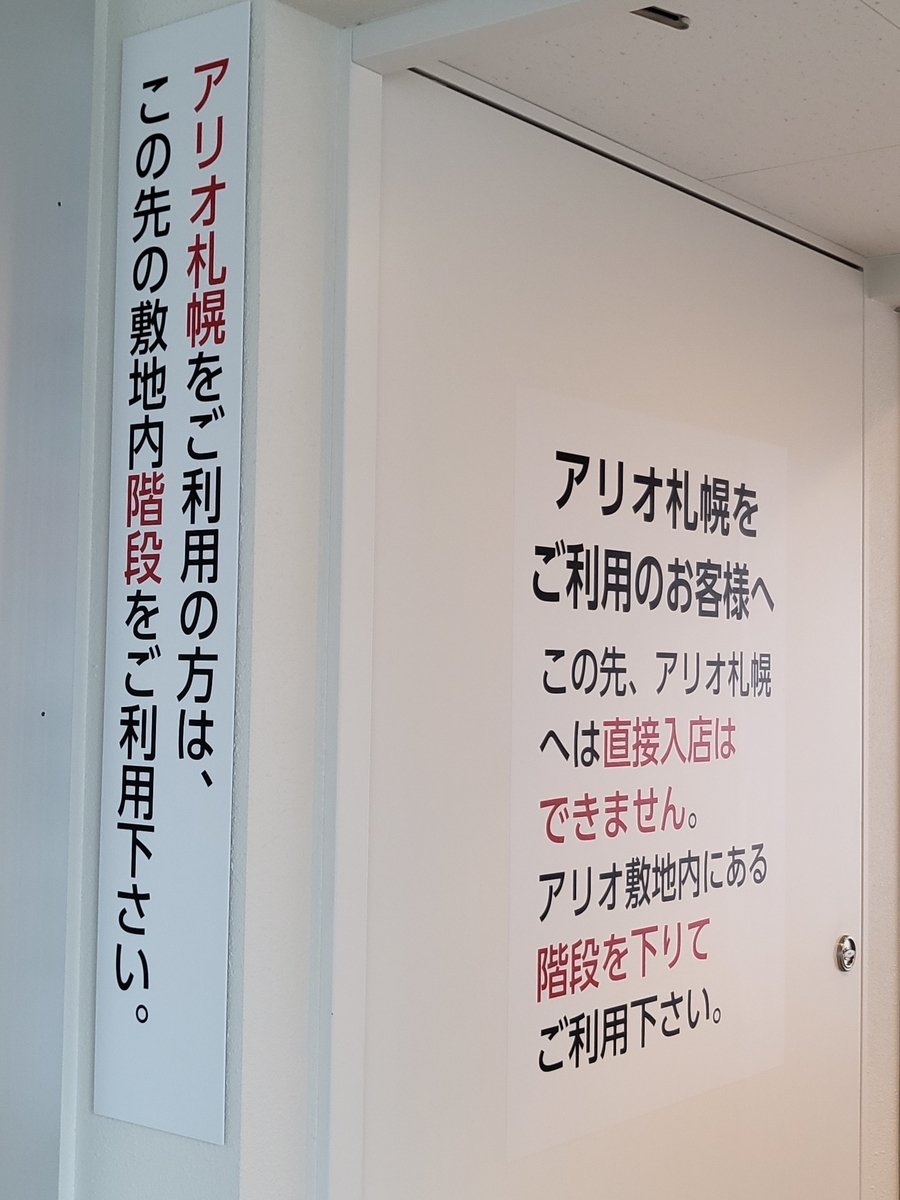 アリオ札幌をご利用の方は、
この先の敷地内階段をご利用下さい。
アリオ札幌を
ご利用のお客様へ
この先、アリオ札幌
へは直接入店は
できません。
アリオ敷地内にある
階段を下りて
ご利用下さい。